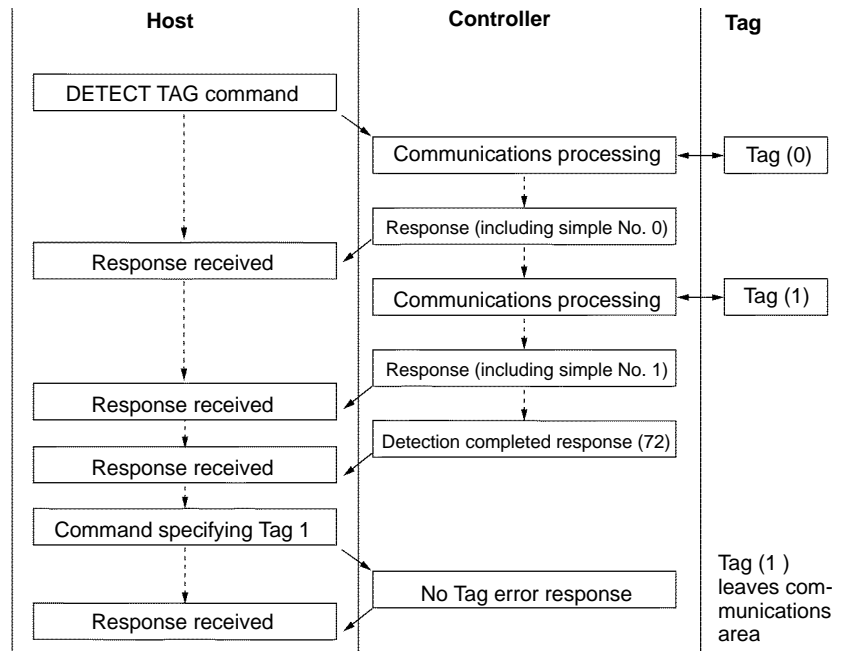 Host
Controller
Tag
DETECT TAG command
Communications processing
Tag (0)
Response (including simple No. 0)
Response received
Communications processing
Tag (1)
Response (including simple No. 1)
Response received
Detection completed response (72)
Response received
Command specifying Tag 1
No Tag error response
Tag (1 )
leaves com-
munications
area
Response received